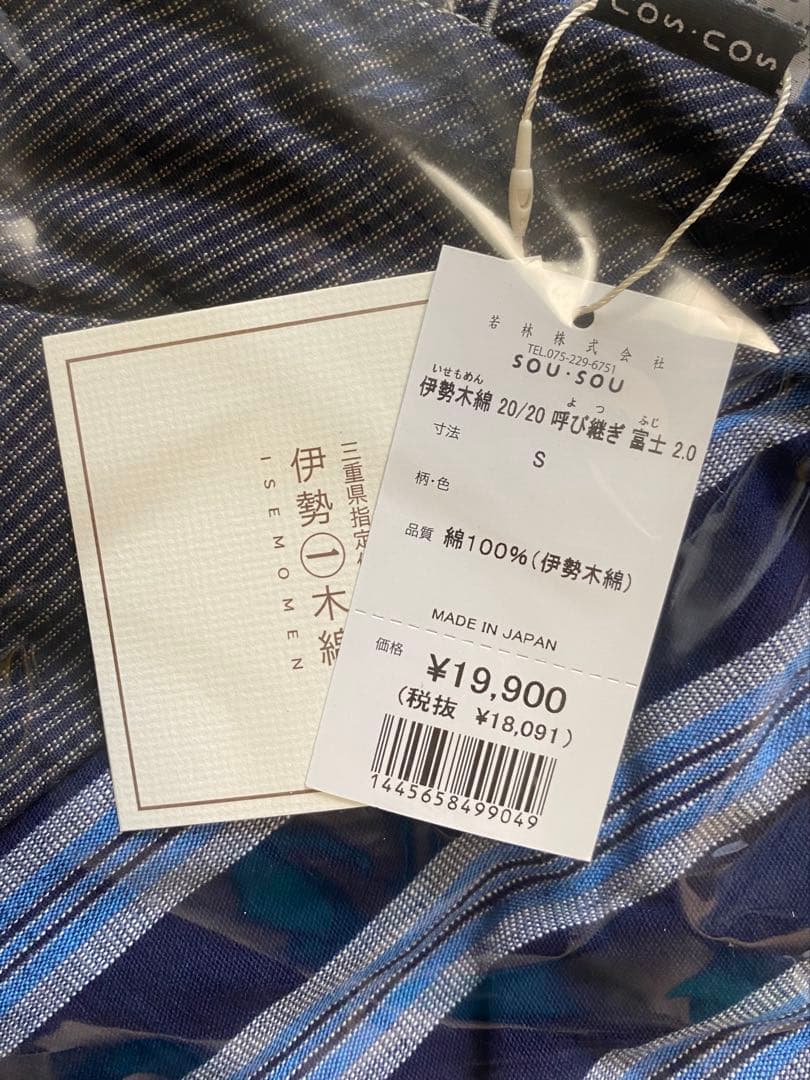 SOU・SOU
若林株式会社
TEL.075-229-6751
SOU・SOU
いせもめん よ つ ふじ
伊勢木綿 20/20 呼び継ぎ 富士 2.0
寸法
S
柄・色
品質 綿100%(伊勢木綿)
MADE IN JAPAN
価格
¥19,900
(税抜 ¥18,091)
1445658499049
三重県指定
伊勢㊀木綿
ISEMOMEN